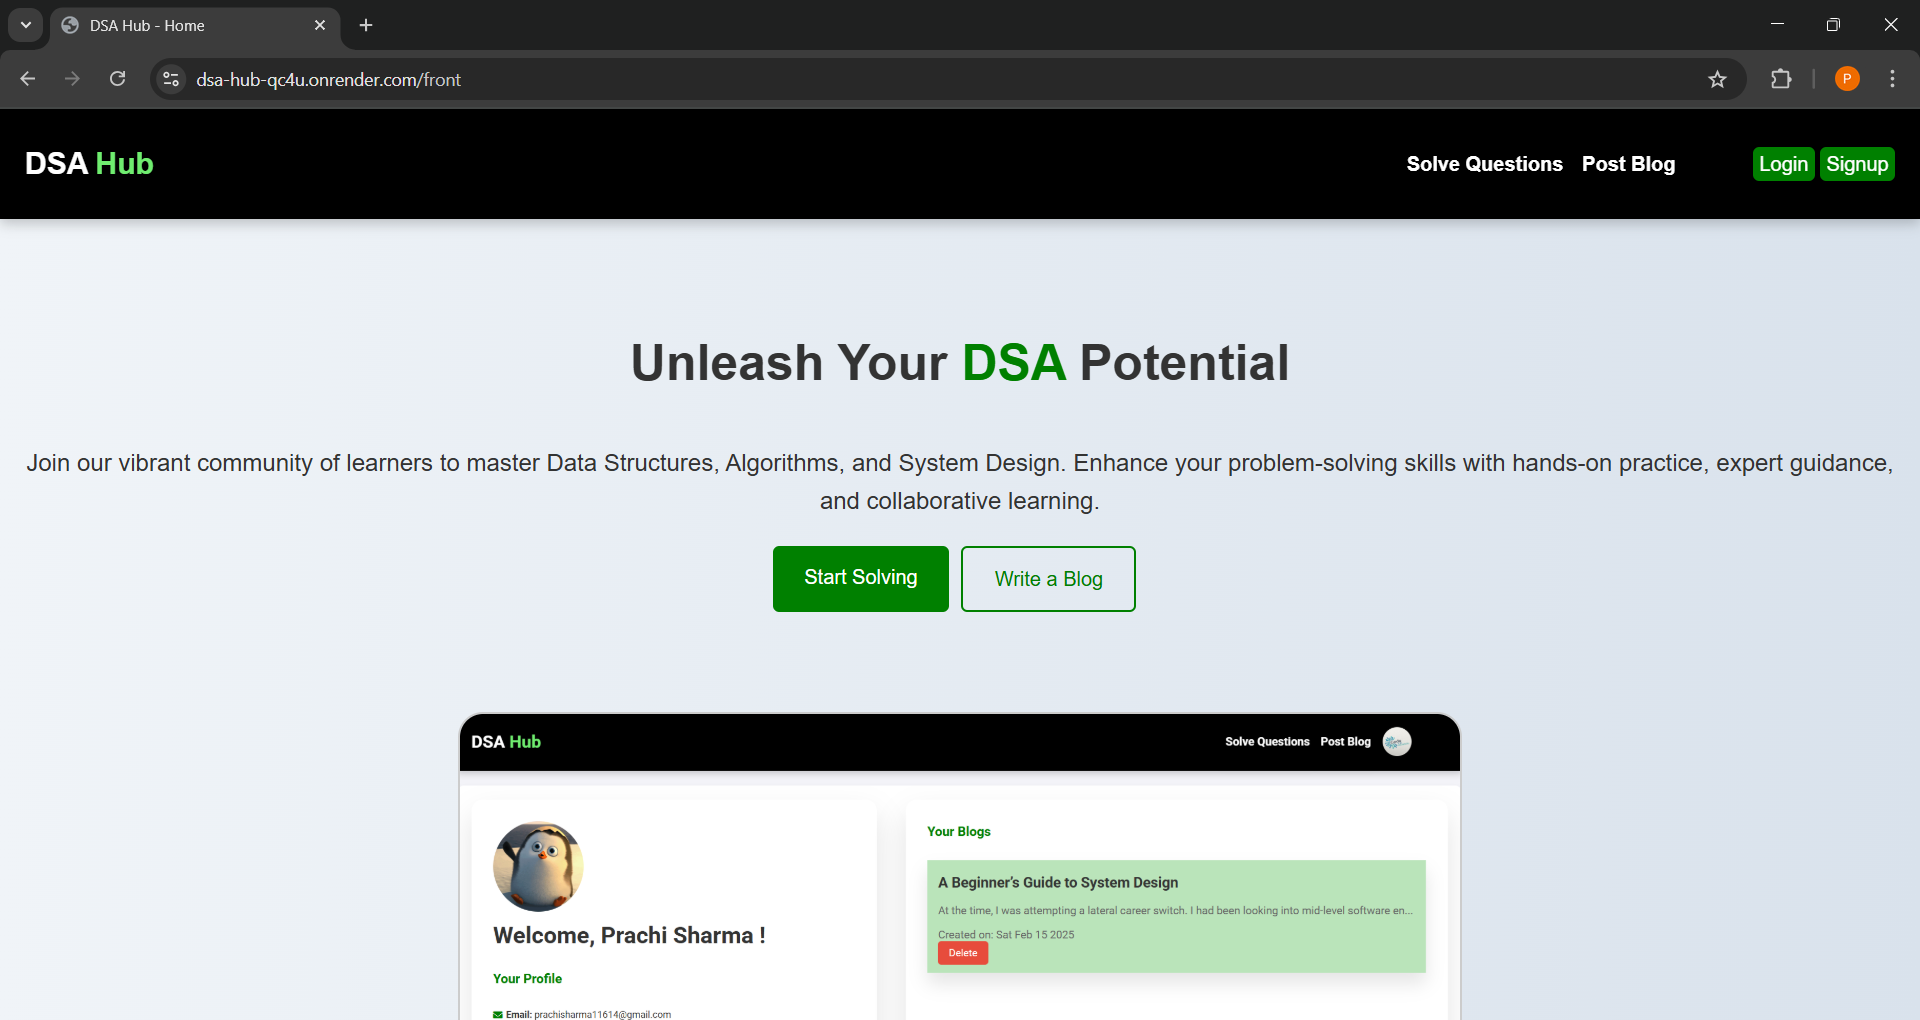 DSA Hub - Home
dsa-hub-qc4u.onrender.com/front
P
DSA Hub
Solve Questions Post Blog Login Signup
Unleash Your DSA Potential
Join our vibrant community of learners to master Data Structures, Algorithms, and System Design. Enhance your problem-solving skills with hands-on practice, expert guidance,
and collaborative learning.
Start Solving Write a Blog
DSA Hub Solve Questions Post Blog
Welcome, Prachi Sharma !
Your Profile
Email: prachisharma11614@gmail.com
Your Blogs
A Beginner’s Guide to System Design
At the time, I was attempting a lateral career switch. I had been looking into mid-level software en...
Created on: Sat Feb 15 2025
Delete